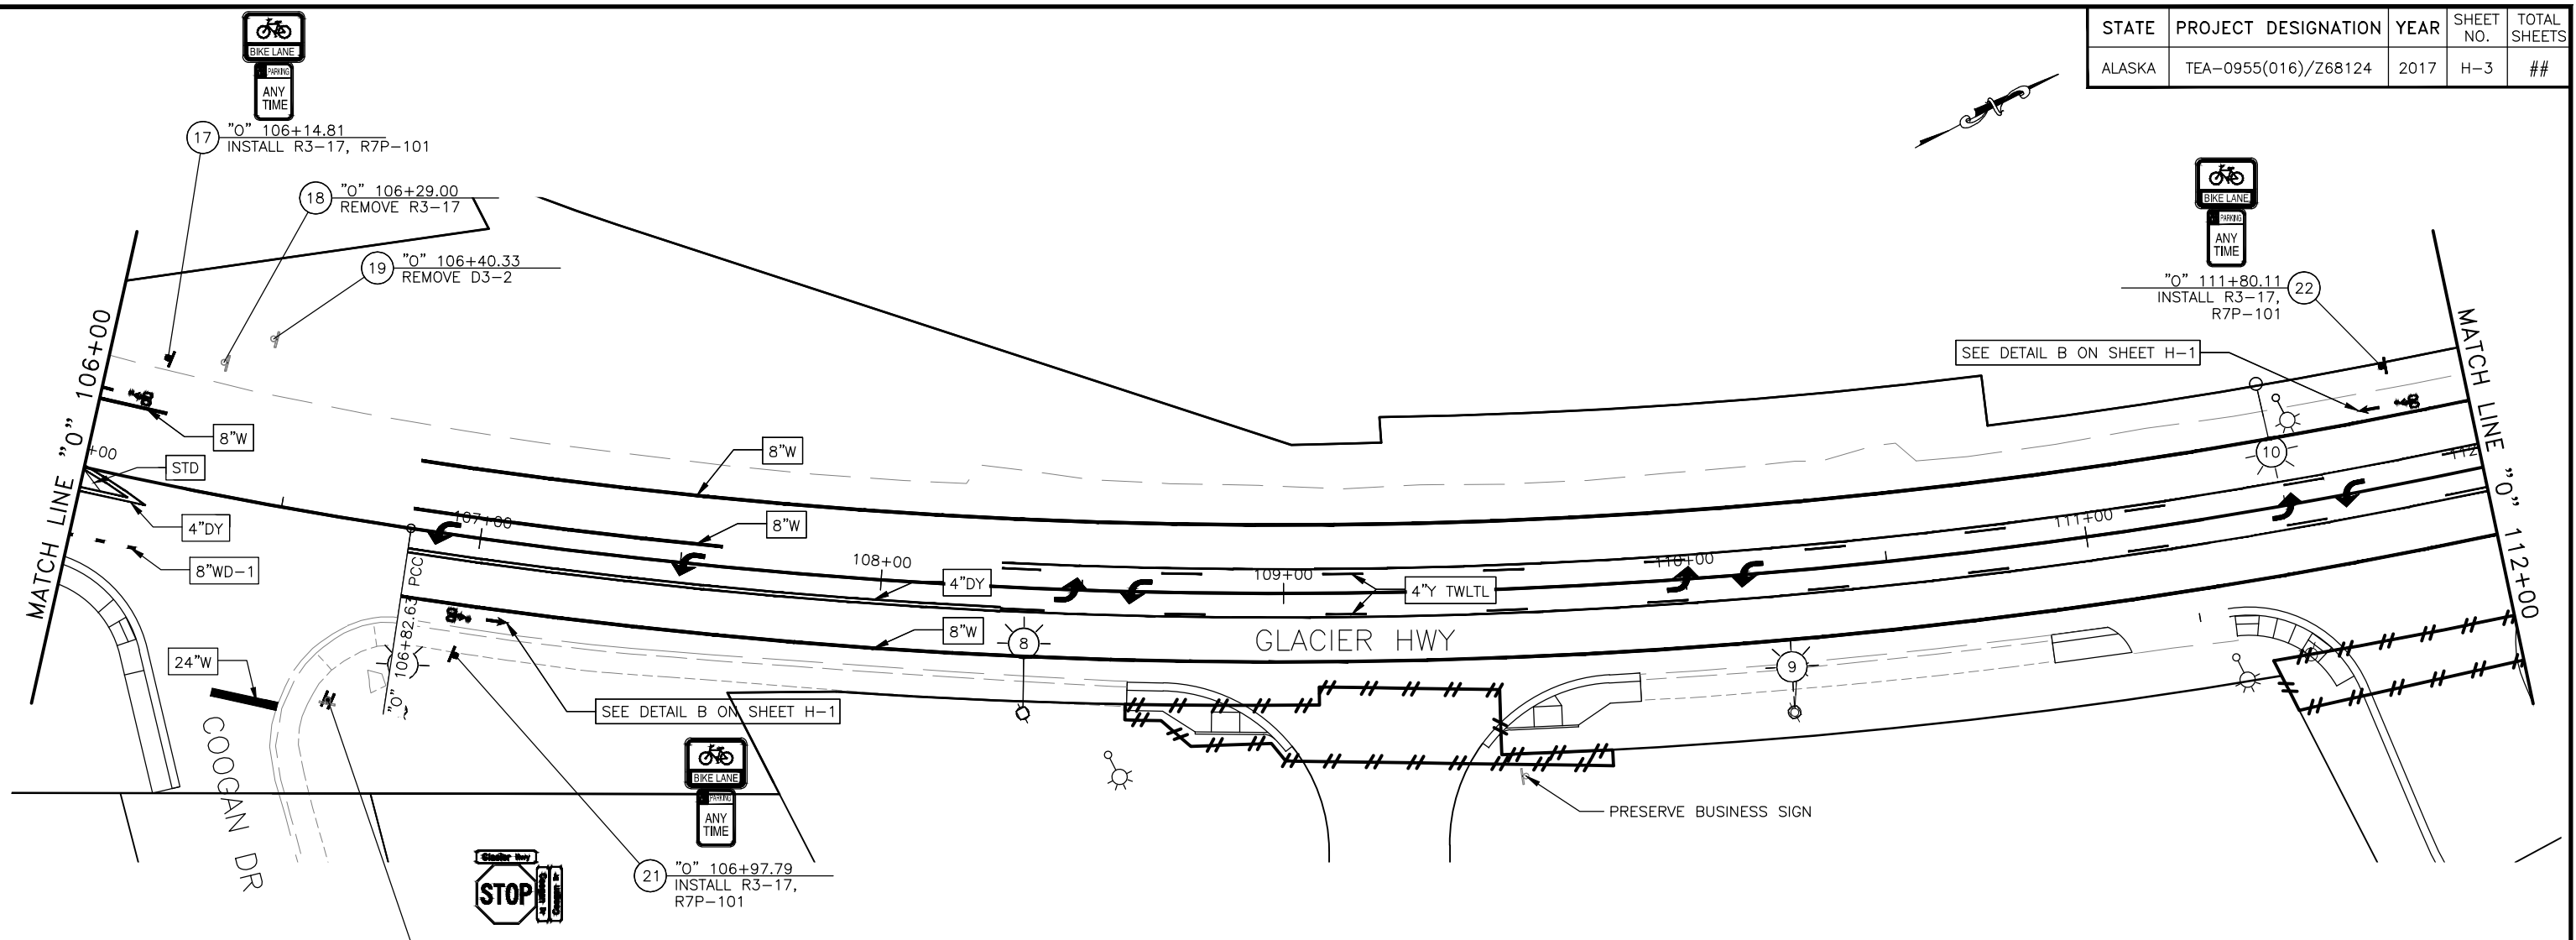 STATE PROJECT DESIGNATION YEAR SHEET NO. TOTAL SHEETS
ALASKA TEA-0955(016)/Z68124 2017 H-3 ##
BIKE LANE
PARKING
ANY
TIME
17 "O" 106+14.81
INSTALL R3-17, R7P-101
18 "O" 106+29.00
REMOVE R3-17
19 "O" 106+40.33
REMOVE D3-2
BIKE LANE
PARKING
ANY
TIME
"O" 111+80.11 22
INSTALL R3-17,
R7P-101
SEE DETAIL B ON SHEET H-1
MATCH LINE "O" 106+00
MATCH LINE "O" 112+00
8"W
+00
STD
4"DY
8"WD-1
8"W
8"W
107+00
108+00
4"DY
109+00
4"Y TWLTL
110+00
111+00
112
10
"O" 106+82.63 PCC
8"W
8
GLACIER HWY
9
24"W
COOGAN DR
SEE DETAIL B ON SHEET H-1
PRESERVE BUSINESS SIGN
BIKE LANE
PARKING
ANY
TIME
21 "O" 106+97.79
INSTALL R3-17,
R7P-101
Glacier Hwy
STOP